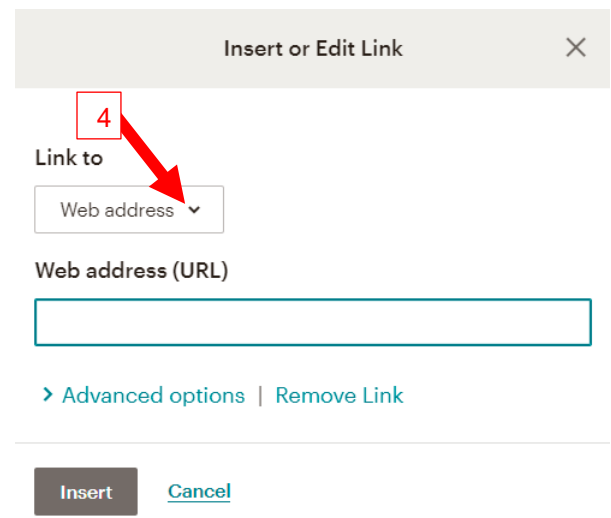 Insert or Edit Link
4
Link to
Web address
Web address (URL)
Advanced options | Remove Link
Insert Cancel